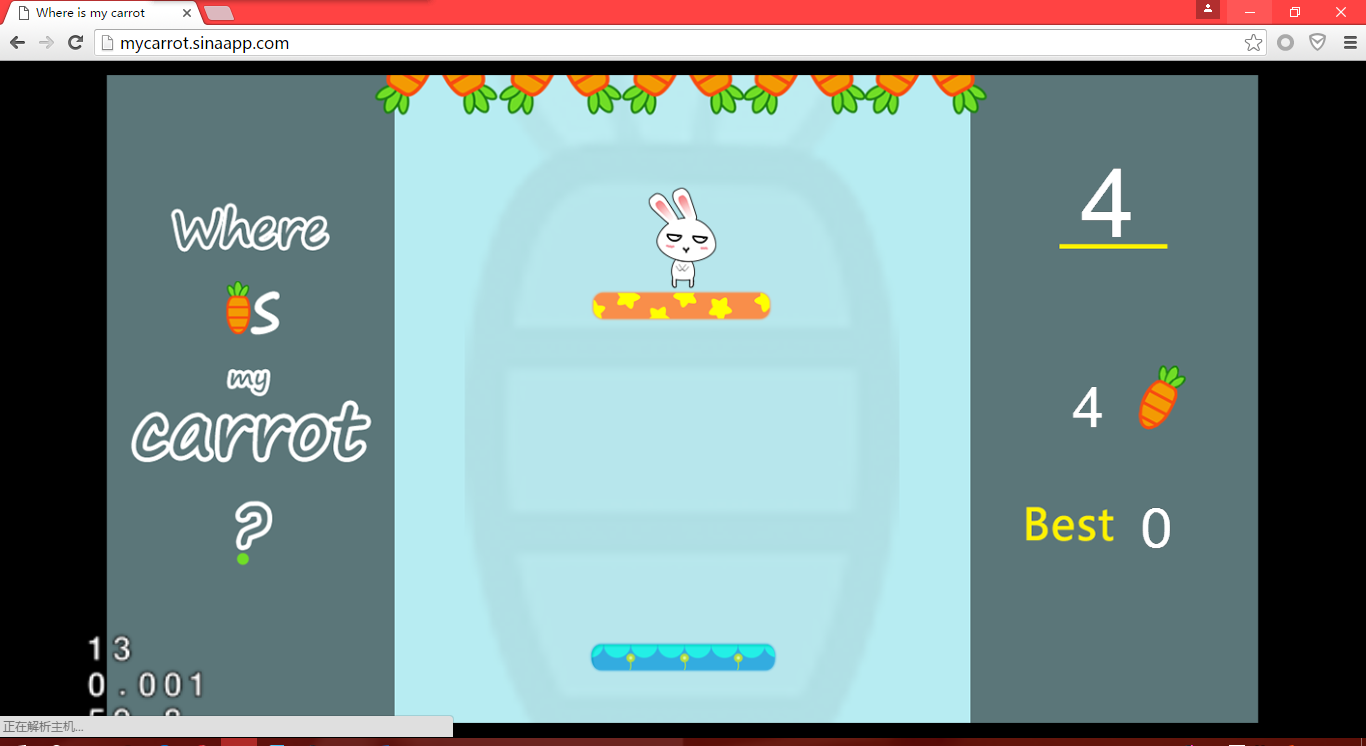 Where is my carrot
mycarrot.sinaapp.com
Where
s
my
carrot
?
4
4
Best 0
13
0.001
正在解析主机...